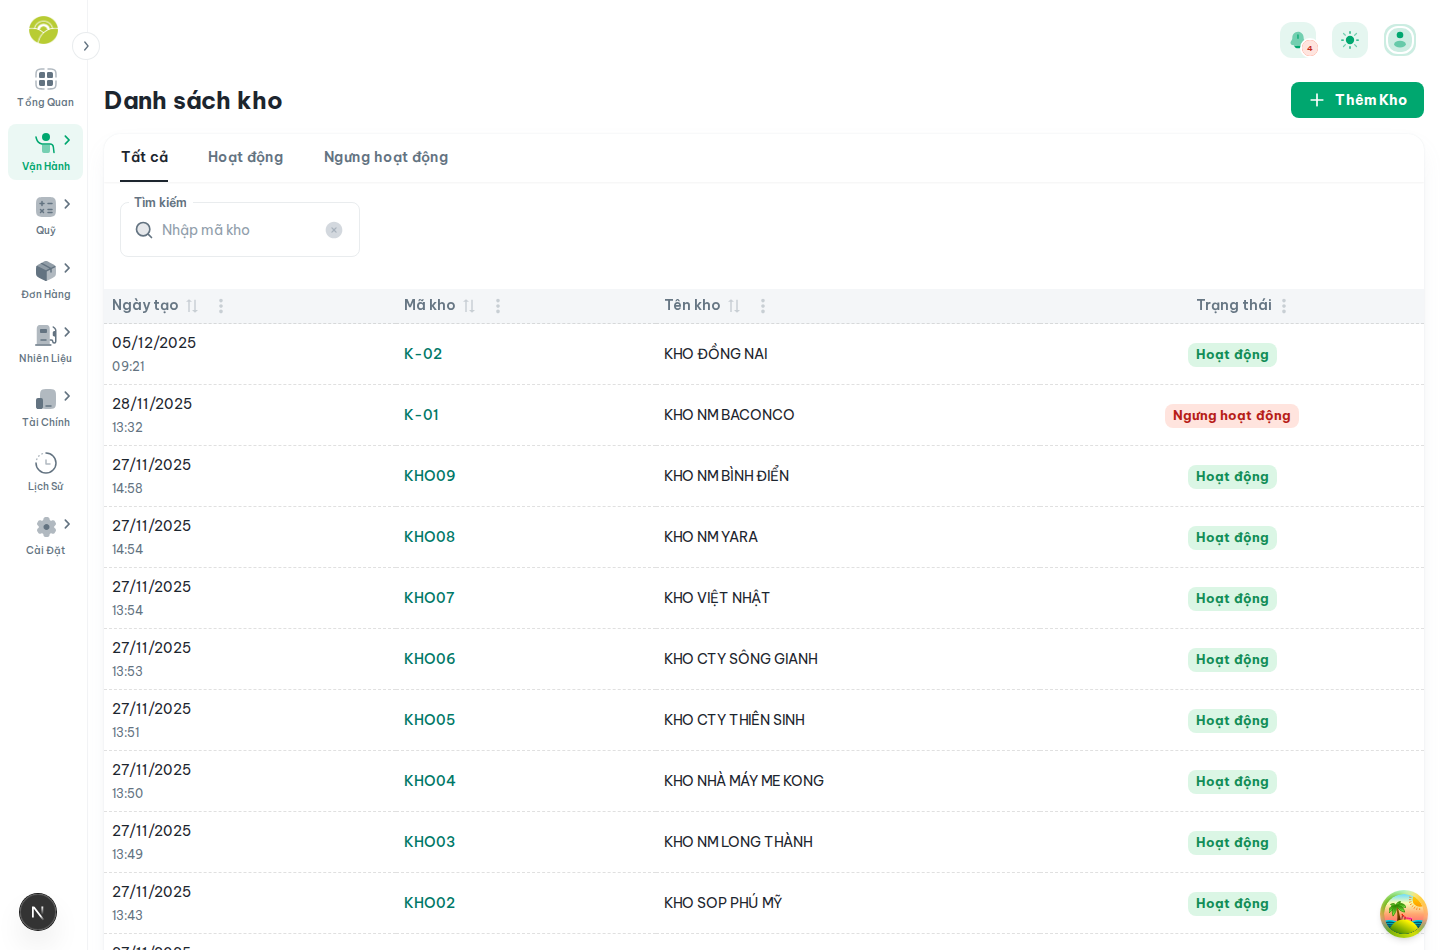 4
Danh sách kho
Thêm Kho
Tổng Quan
Vận Hành
Quỹ
Đơn Hàng
Nhiên Liệu
Tài Chính
Lịch Sử
Cài Đặt
Tất cả Hoạt động Ngưng hoạt động
Tìm kiếm
Nhập mã kho
Ngày tạo Mã kho Tên kho Trạng thái
05/12/2025
09:21
K-02 KHO ĐỒNG NAI Hoạt động
28/11/2025
13:32
K-01 KHO NM BACONCO Ngưng hoạt động
27/11/2025
14:58
KHO09 KHO NM BÌNH ĐIỀN Hoạt động
27/11/2025
14:54
KHO08 KHO NM YARA Hoạt động
27/11/2025
13:54
KHO07 KHO VIỆT NHẬT Hoạt động
27/11/2025
13:53
KHO06 KHO CTY SÔNG GIANH Hoạt động
27/11/2025
13:51
KHO05 KHO CTY THIÊN SINH Hoạt động
27/11/2025
13:50
KHO04 KHO NHÀ MÁY ME KONG Hoạt động
27/11/2025
13:49
KHO03 KHO NM LONG THÀNH Hoạt động
27/11/2025
13:43
KHO02 KHO SOP PHÚ MỸ Hoạt động
N